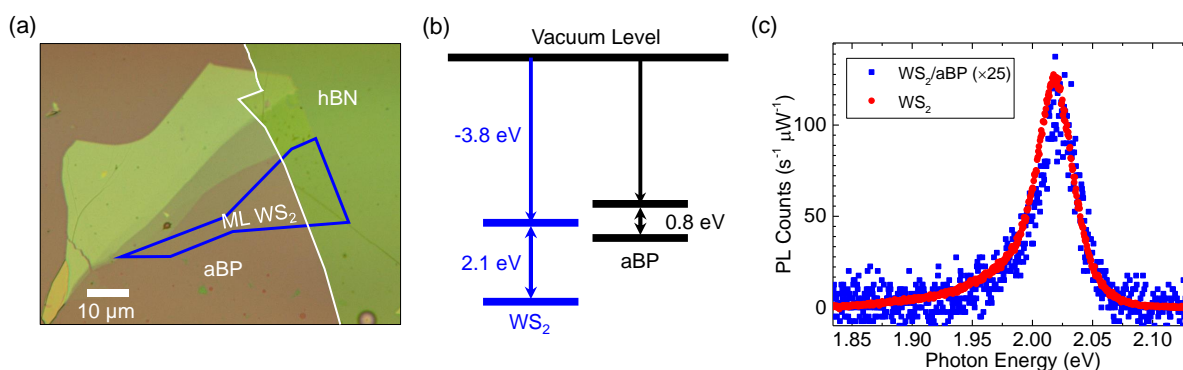 (a)
hBN
ML WS₂
aBP
10 µm
(b)
Vacuum Level
-3.8 eV
0.8 eV
2.1 eV
aBP
WS₂
(c)
WS₂/aBP (×25)
WS₂
PL Counts (s⁻¹ µW⁻¹)
100
50
0
1.85 1.90 1.95 2.00 2.05 2.10
Photon Energy (eV)